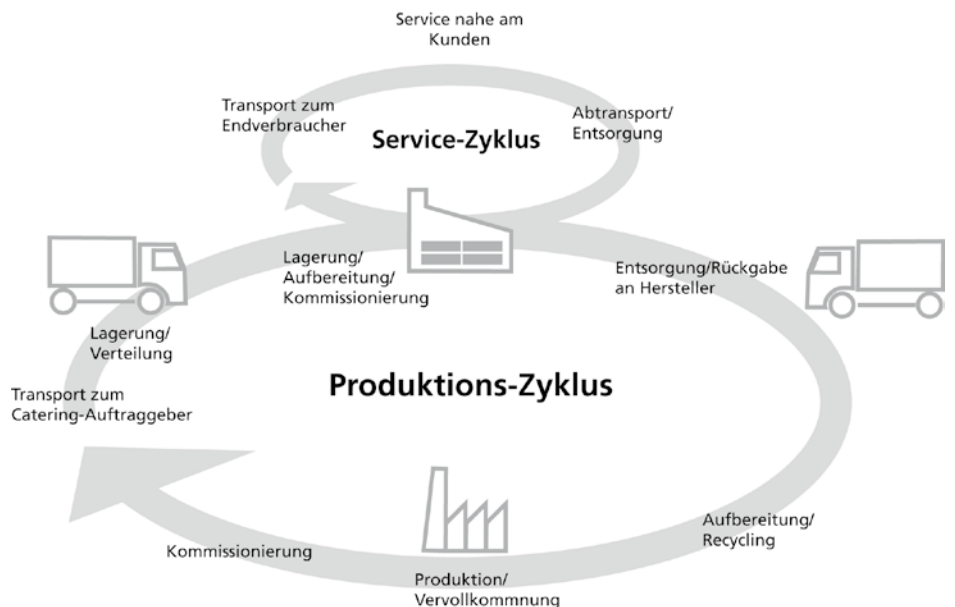 Service nahe am
Kunden
Transport zum
Endverbraucher
Abtransport/
Entsorgung
Service-Zyklus
Lagerung/
Aufbereitung/
Kommissionierung
Entsorgung/Rückgabe
an Hersteller
Lagerung/
Verteilung
Transport zum
Catering-Auftraggeber
Produktions-Zyklus
Aufbereitung/
Recycling
Kommissionierung
Produktion/
Vervollkommnung